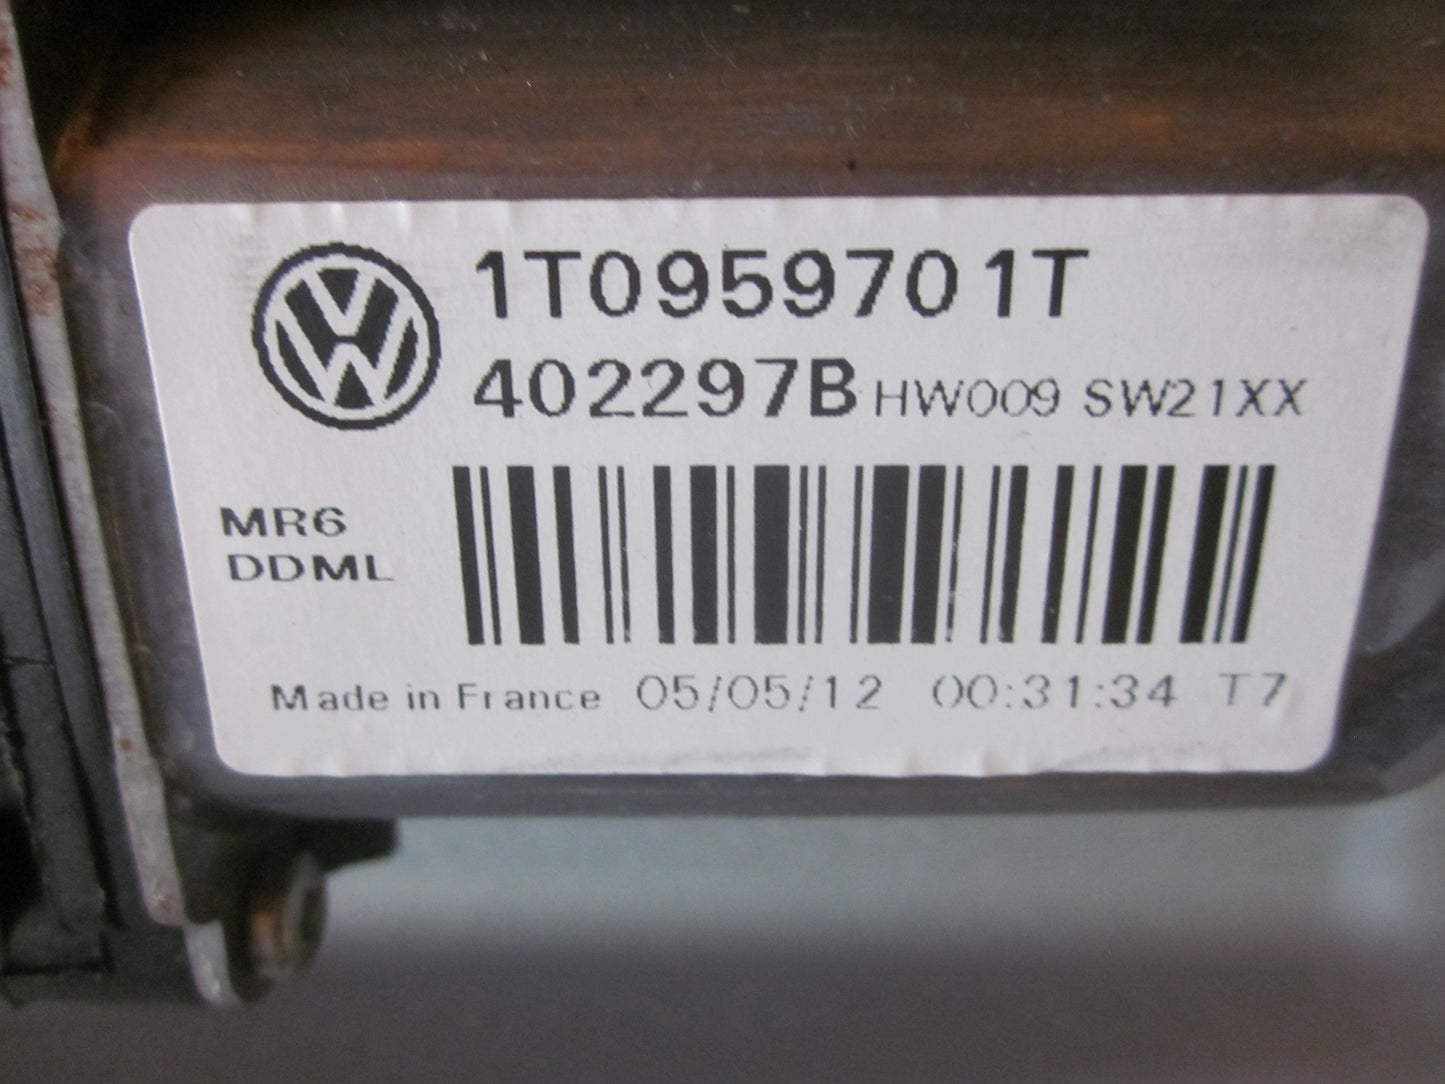 1T0959701T
402297B HW009 SW21XX
MR6
DDML
Made in France 05/05/12 00:31:34 T7